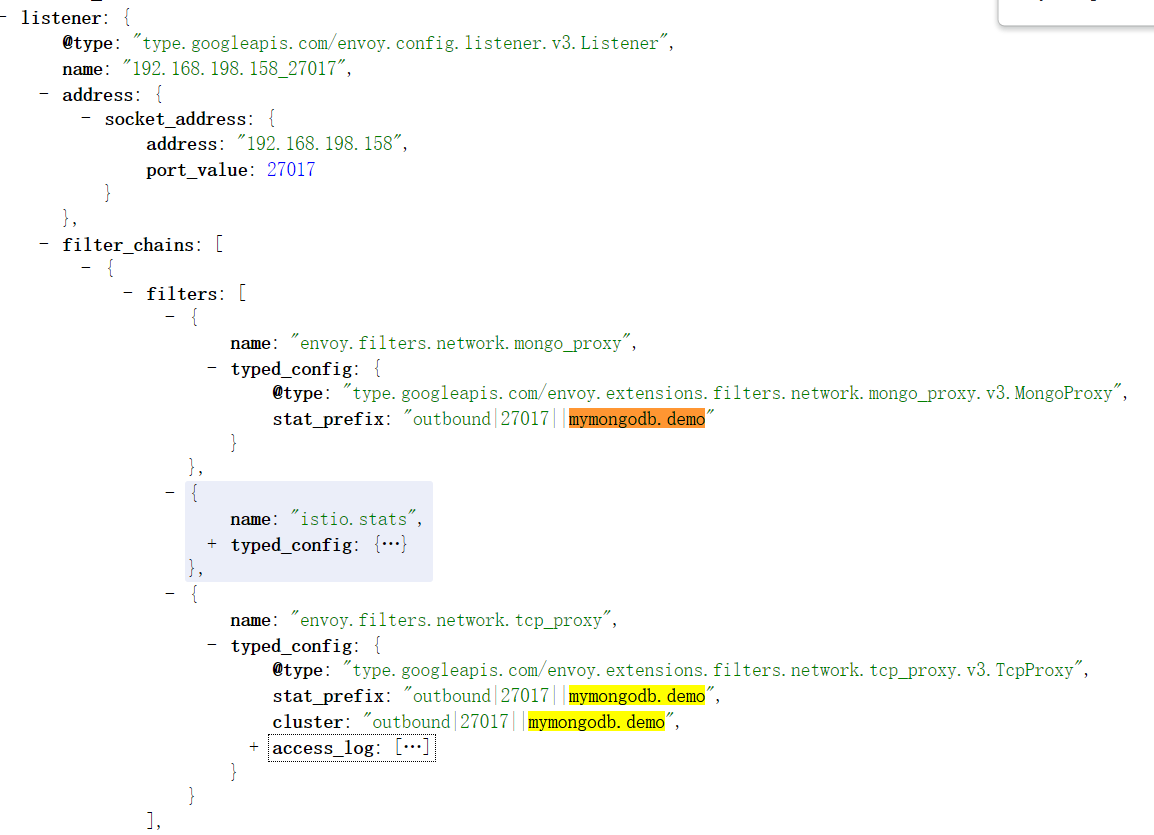 - listener: {
@type: "type.googleapis.com/envoy.config.listener.v3.Listener",
name: "192.168.198.158_27017",
- address: {
- socket_address: {
address: "192.168.198.158",
port_value: 27017
}
},
- filter_chains: [
- {
- filters: [
- {
name: "envoy.filters.network.mongo_proxy",
- typed_config: {
@type: "type.googleapis.com/envoy.extensions.filters.network.mongo_proxy.v3.MongoProxy",
stat_prefix: "outbound|27017||mymongodb.demo"
}
},
- {
name: "istio.stats",
+ typed_config: {…}
},
- {
name: "envoy.filters.network.tcp_proxy",
- typed_config: {
@type: "type.googleapis.com/envoy.extensions.filters.network.tcp_proxy.v3.TcpProxy",
stat_prefix: "outbound|27017||mymongodb.demo",
cluster: "outbound|27017||mymongodb.demo",
+ access_log: […]
}
}
],